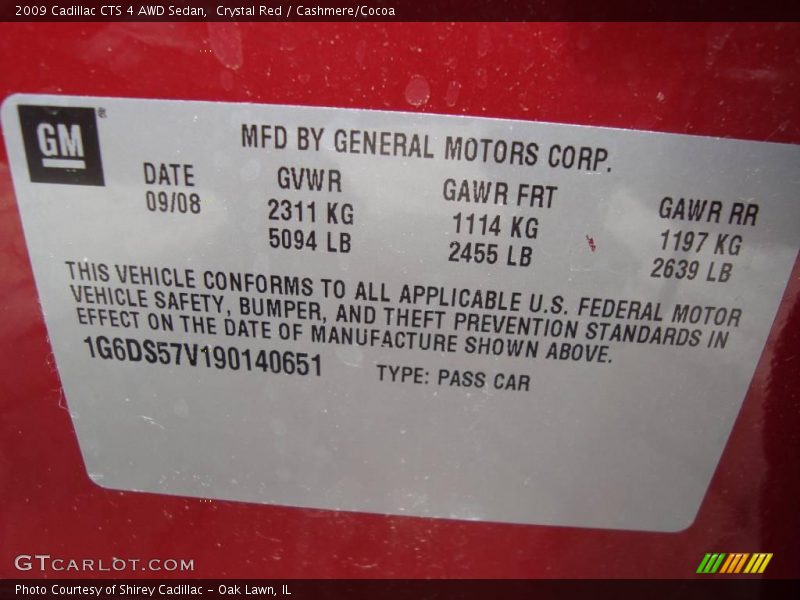 2009 Cadillac CTS 4 AWD Sedan,  Crystal Red / Cashmere/Cocoa
GM®
MFD BY GENERAL MOTORS CORP.
DATE GVWR GAWR FRT GAWR RR
09/08 2311 KG 1114 KG 1197 KG
5094 LB 2455 LB 2639 LB
THIS VEHICLE CONFORMS TO ALL APPLICABLE U.S. FEDERAL MOTOR
VEHICLE SAFETY, BUMPER, AND THEFT PREVENTION STANDARDS IN
EFFECT ON THE DATE OF MANUFACTURE SHOWN ABOVE.
1G6DS57V190140651 TYPE: PASS CAR
GTCARLOT.COM
Photo Courtesy of Shirey Cadillac - Oak Lawn, IL